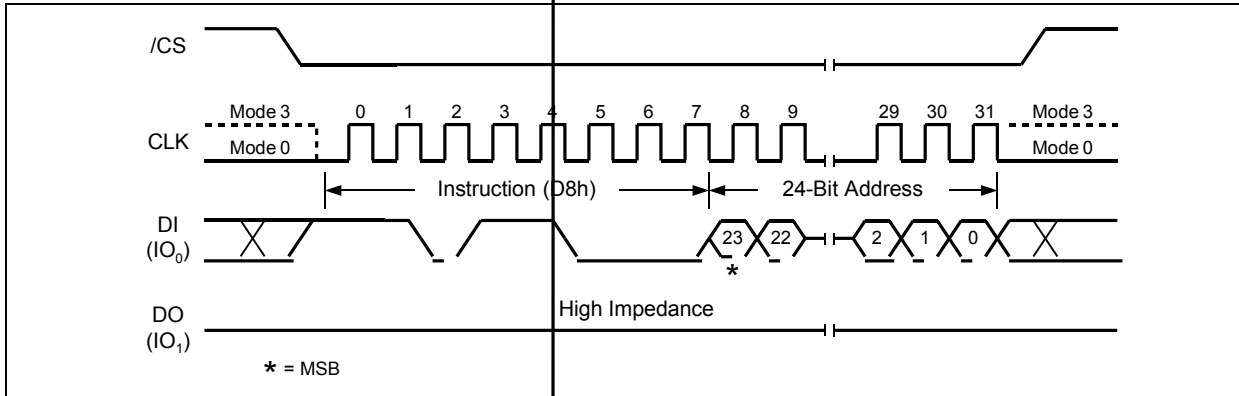 /CS
Mode 3 0 1 2 3 4 5 6 7 8 9 29 30 31 Mode 3
CLK
Mode 0 Mode 0
Instruction (D8h) 24-Bit Address
DI
(IO₀)
23 22 2 1 0
*
High Impedance
DO
(IO₁)
* = MSB